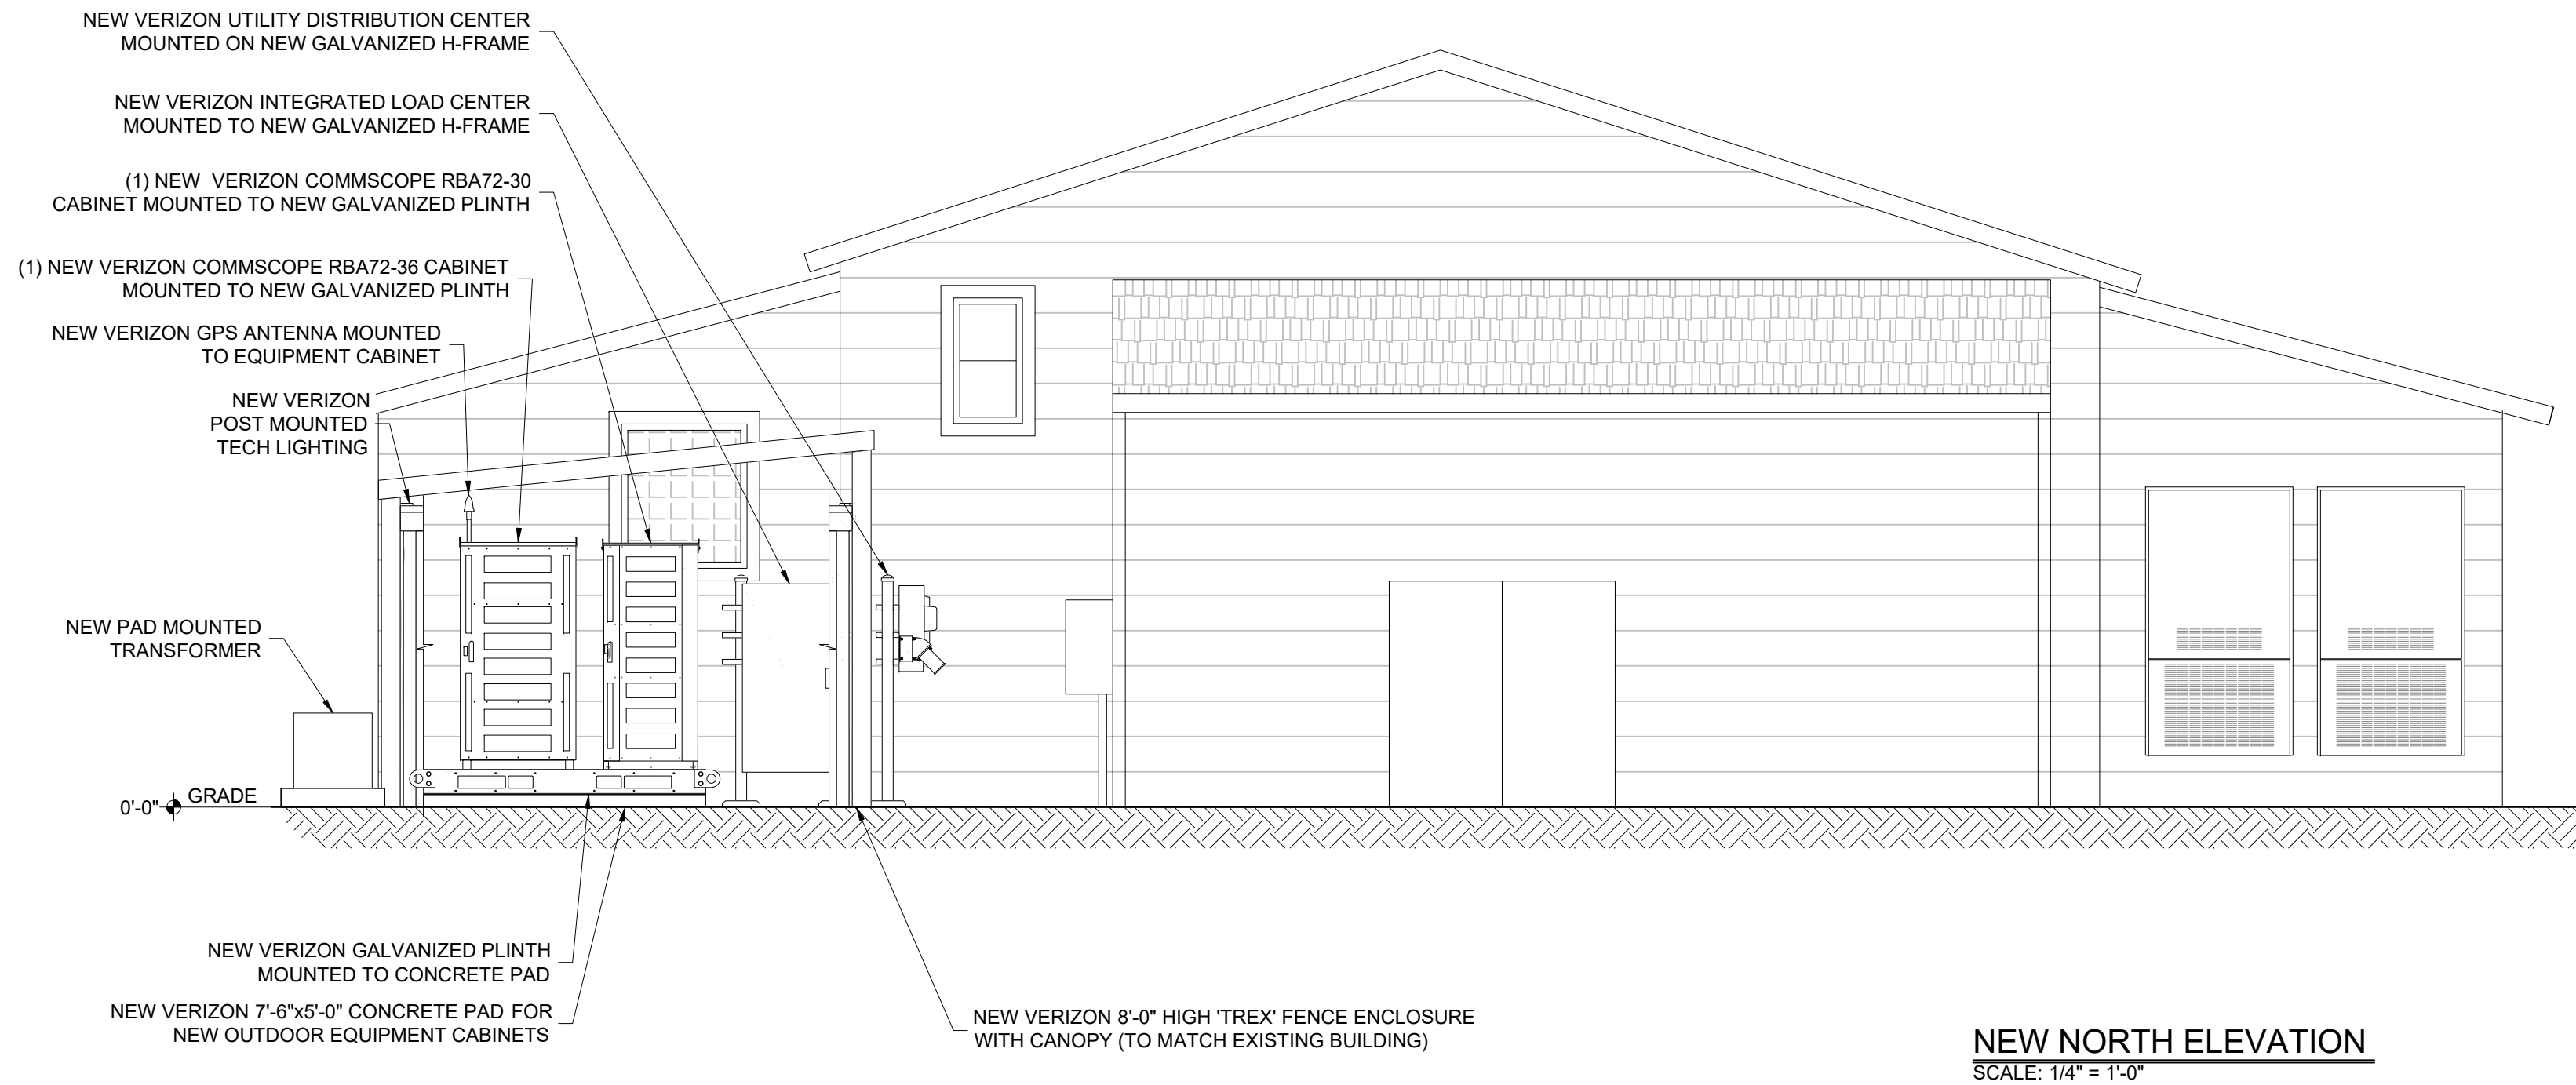 NEW VERIZON UTILITY DISTRIBUTION CENTER
MOUNTED ON NEW GALVANIZED H-FRAME
NEW VERIZON INTEGRATED LOAD CENTER
MOUNTED TO NEW GALVANIZED H-FRAME
(1) NEW VERIZON COMMSCOPE RBA72-30
CABINET MOUNTED TO NEW GALVANIZED PLINTH
(1) NEW VERIZON COMMSCOPE RBA72-36 CABINET
MOUNTED TO NEW GALVANIZED PLINTH
NEW VERIZON GPS ANTENNA MOUNTED
TO EQUIPMENT CABINET
NEW VERIZON
POST MOUNTED
TECH LIGHTING
NEW PAD MOUNTED
TRANSFORMER
0'-0" GRADE
NEW VERIZON GALVANIZED PLINTH
MOUNTED TO CONCRETE PAD
NEW VERIZON 7'-6"x5'-0" CONCRETE PAD FOR
NEW OUTDOOR EQUIPMENT CABINETS
NEW VERIZON 8'-0" HIGH 'TREX' FENCE ENCLOSURE
WITH CANOPY (TO MATCH EXISTING BUILDING)
NEW NORTH ELEVATION
SCALE: 1/4" = 1'-0"